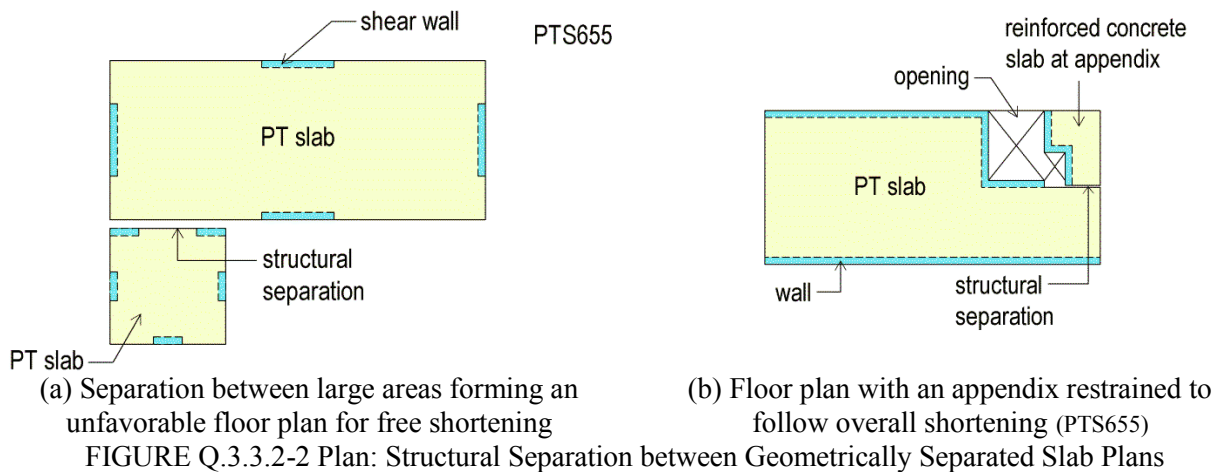 shear wall
PTS655
PT slab
structural
separation
PT slab
reinforced concrete
slab at appendix
opening
PT slab
wall
structural
separation
(a) Separation between large areas forming an
unfavorable floor plan for free shortening
(b) Floor plan with an appendix restrained to
follow overall shortening (PTS655)
FIGURE Q.3.3.2-2 Plan: Structural Separation between Geometrically Separated Slab Plans